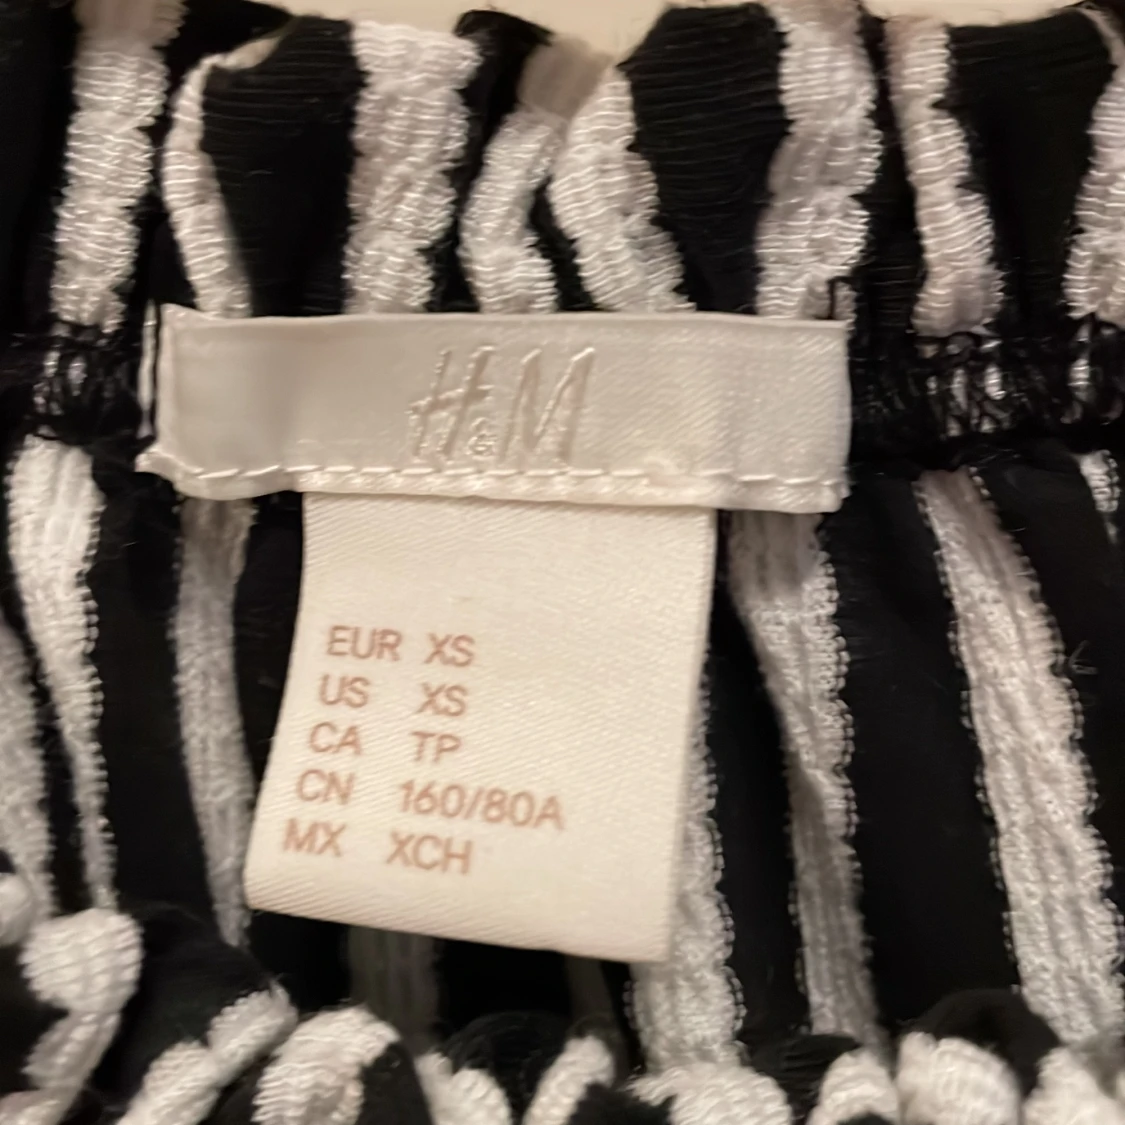 H&M
EUR XS
US XS
CA TP
CN 160/80A
MX XCH